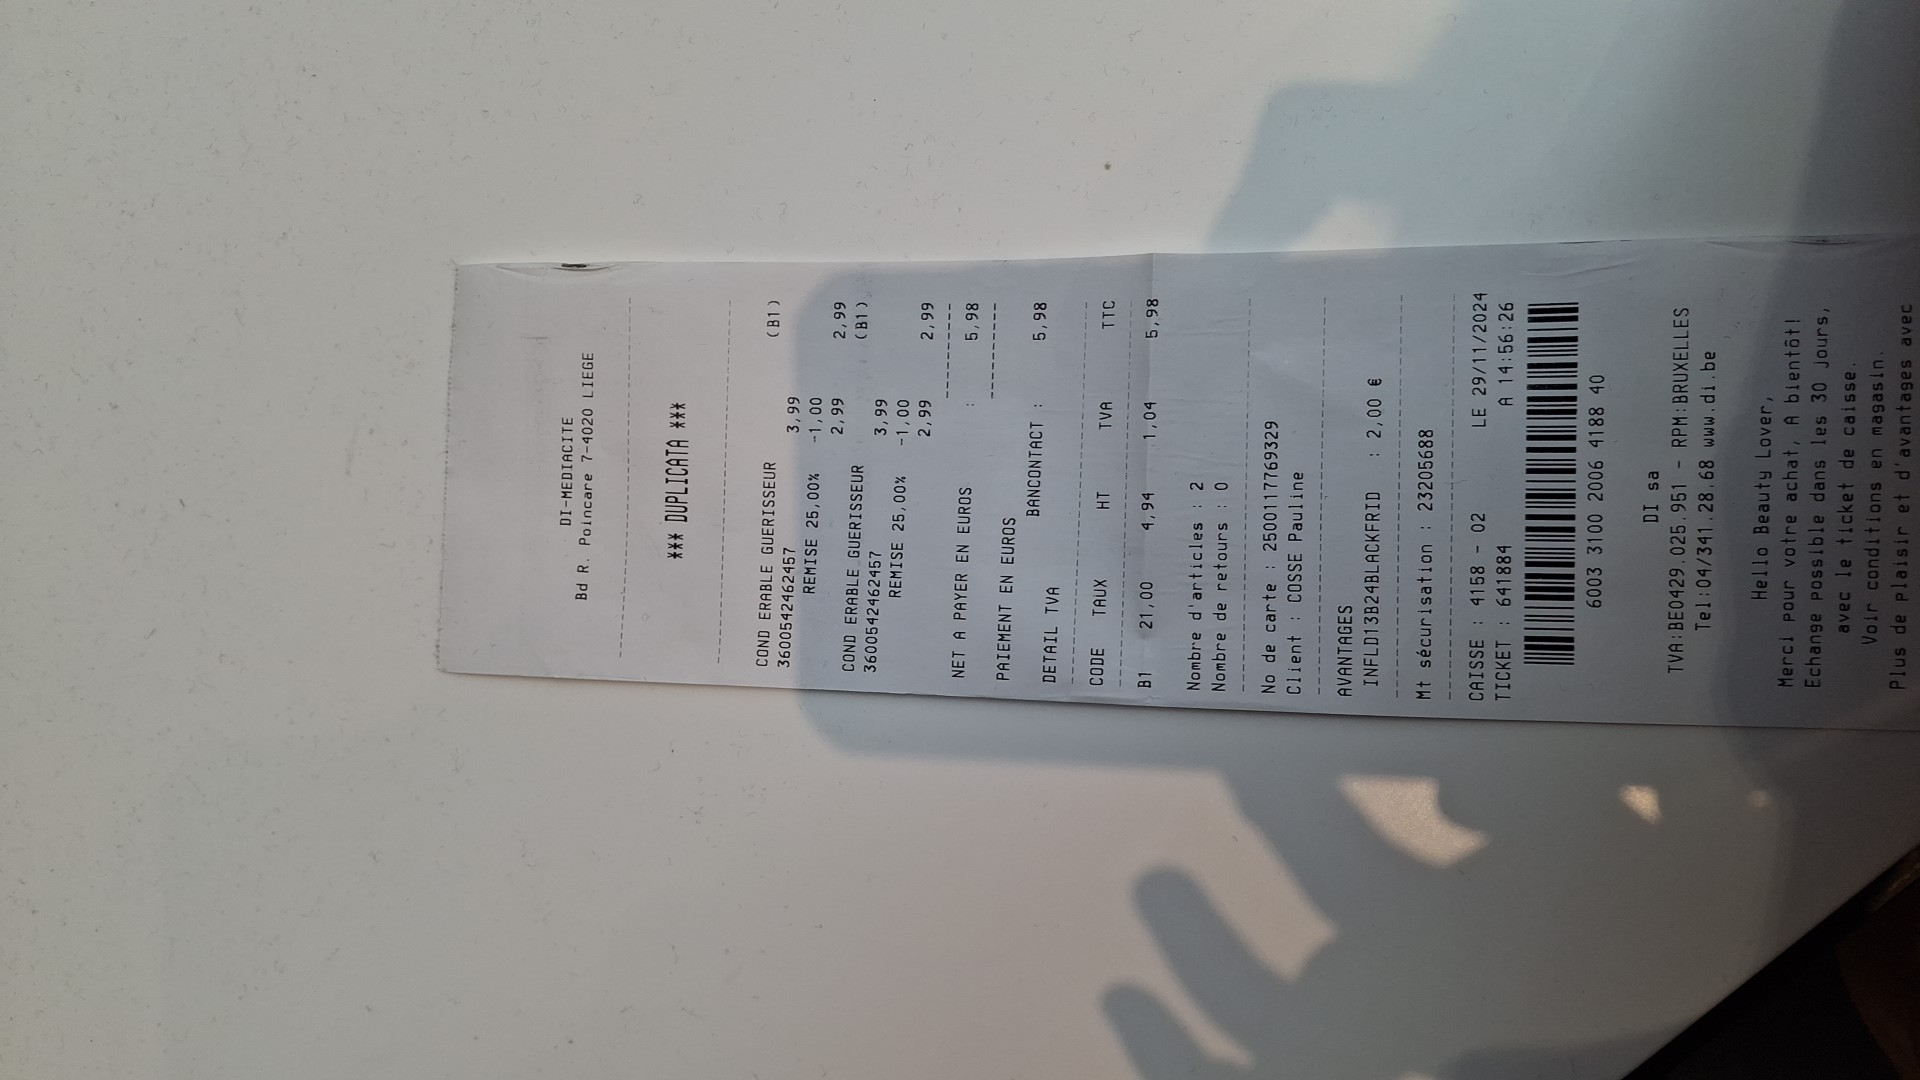 DI-MEDIACITE
Bd R. Poincare 7-4020 LIEGE
*** DUPLICATA ***
COND ERABLE GUERISSEUR
3600542462457 (B1)
3,99
REMISE 25,00% -1,00
2,99 2,99
COND ERABLE GUERISSEUR
3600542462457 (B1)
3,99
REMISE 25,00% -1,00
2,99 2,99
NET A PAYER EN EUROS : 5,98
PAIEMENT EN EUROS
BANCONTACT : 5,98
DETAIL TVA
CODE TAUX HT TVA TTC
B1 21,00 4,94 1,04 5,98
Nombre d'articles : 2
Nombre de retours : 0
No de carte : 2500117769329
Client : COSSE Pauline
AVANTAGES
INFLD13B24BLACKFRID : 2,00 €
Mt sécurisation : 23205688
CAISSE : 4158 - 02 LE 29/11/2024
TICKET : 641884 A 14:56:26
6003 3100 2006 4188 40
DI sa
TVA:BE0429.025.951 - RPM:BRUXELLES
Tel:04/341.28.68 www.di.be
Hello Beauty Lover,
Merci pour votre achat, A bientôt!
Echange possible dans les 30 jours,
avec le ticket de caisse.
Voir conditions en magasin.
Plus de plaisir et d'avantages avec